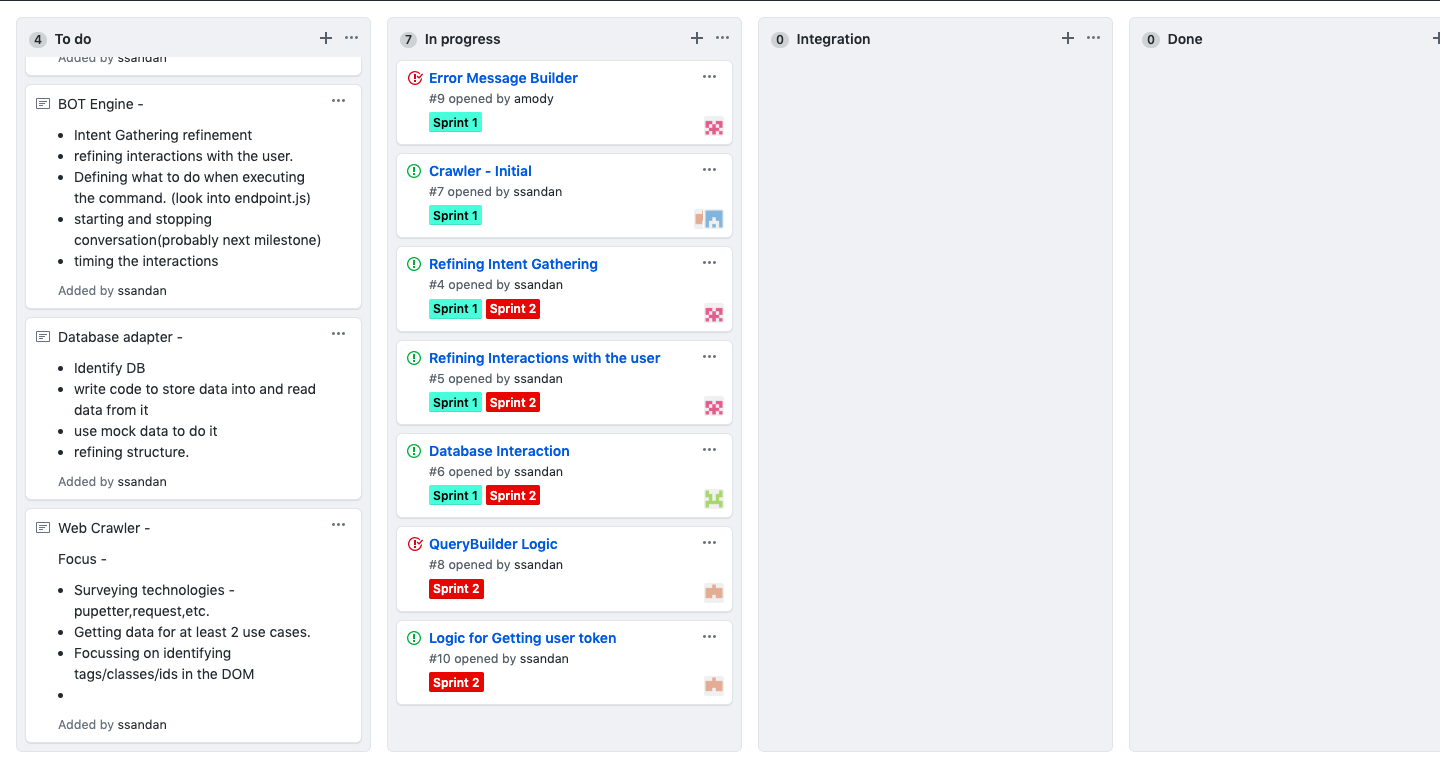 4 To do
Added by ssandan
BOT Engine -
Intent Gathering refinement
refining interactions with the user.
Defining what to do when executing
the command. (look into endpoint.js)
starting and stopping
conversation(probably next milestone)
timing the interactions
Added by ssandan
Database adapter -
Identify DB
write code to store data into and read
data from it
use mock data to do it
refining structure.
Added by ssandan
Web Crawler -
Focus -
Surveying technologies -
pupetter,request,etc.
Getting data for at least 2 use cases.
Focussing on identifying
tags/classes/ids in the DOM
Added by ssandan
7 In progress
Error Message Builder
#9 opened by amody
Sprint 1
Crawler - Initial
#7 opened by ssandan
Sprint 1
Refining Intent Gathering
#4 opened by ssandan
Sprint 1 Sprint 2
Refining Interactions with the user
#5 opened by ssandan
Sprint 1 Sprint 2
Database Interaction
#6 opened by ssandan
Sprint 1 Sprint 2
QueryBuilder Logic
#8 opened by ssandan
Sprint 2
Logic for Getting user token
#10 opened by ssandan
Sprint 2
0 Integration
0 Done